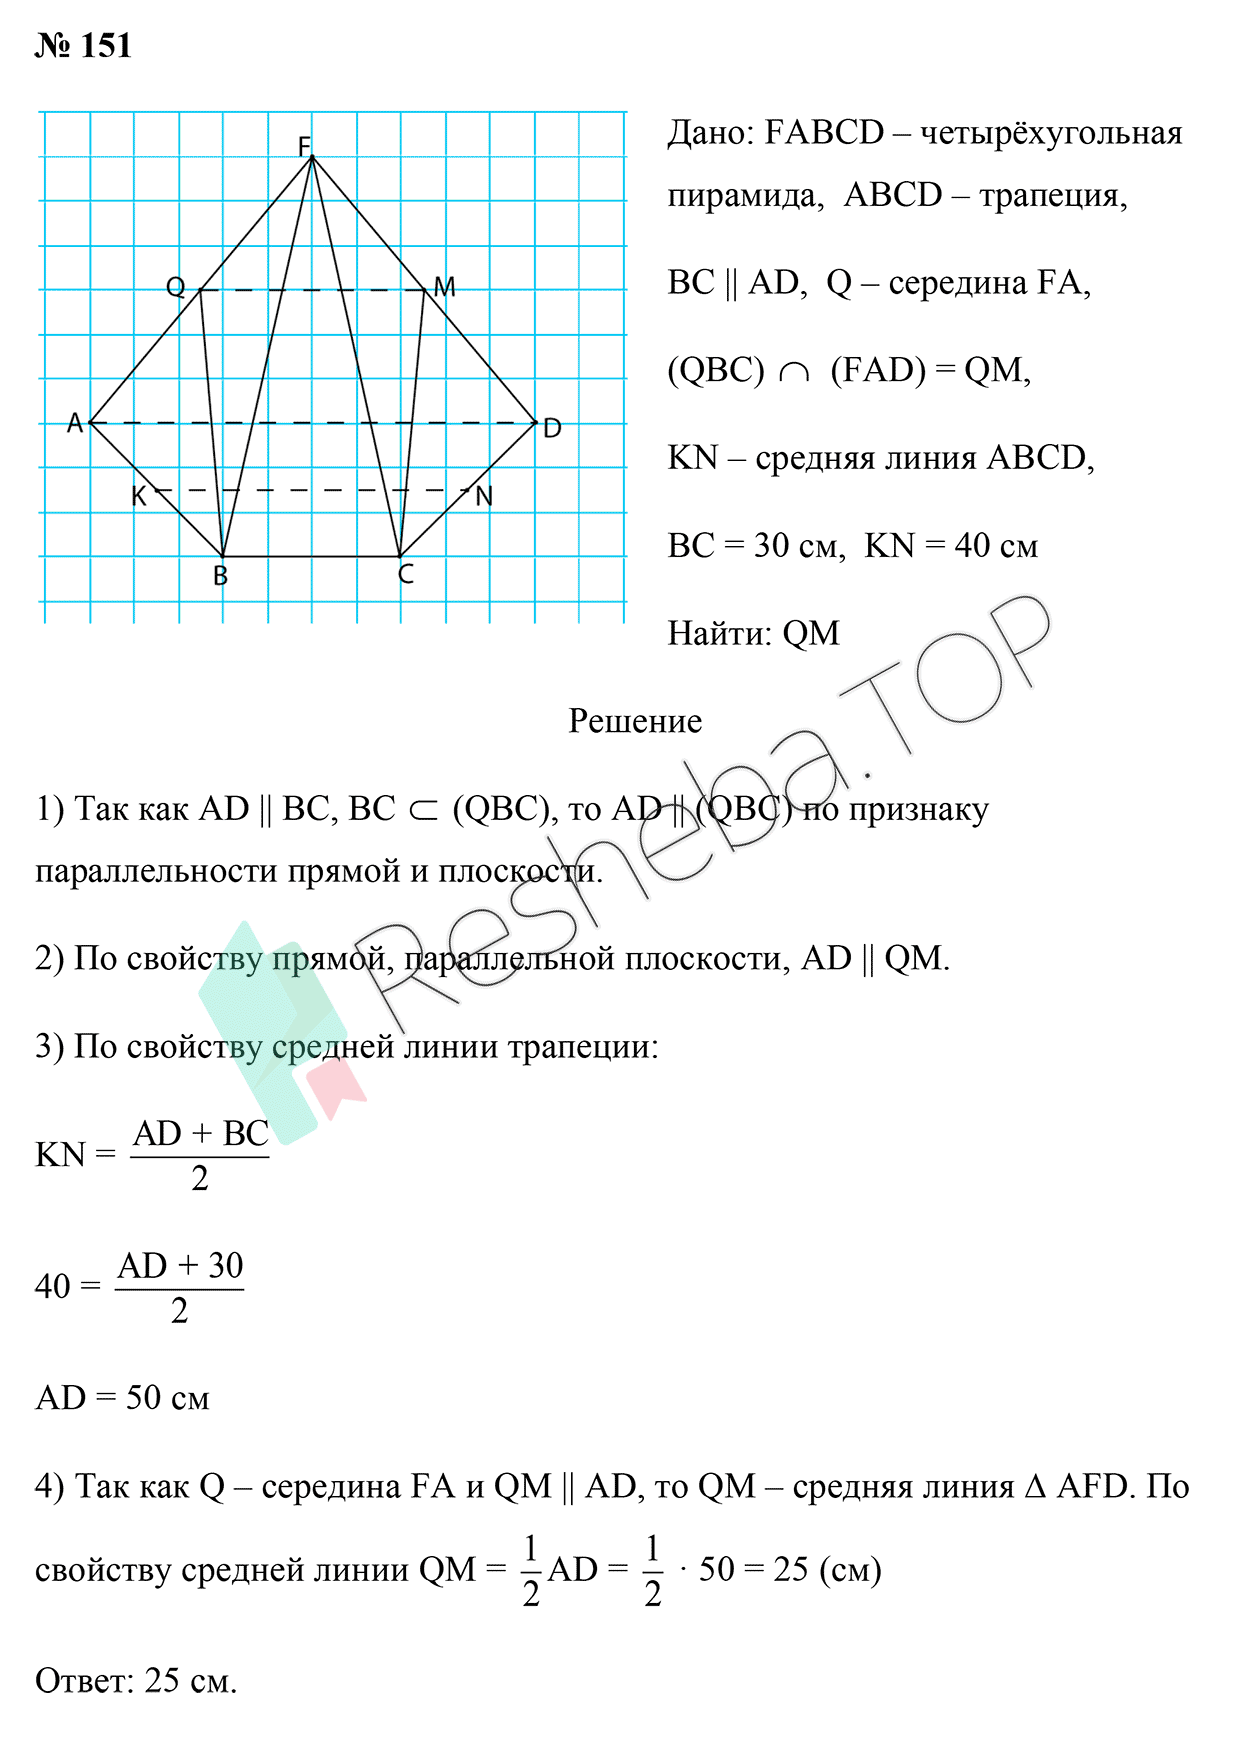 № 151
F
Q
M
A
D
K
N
B
C
Дано: FABCD – четырёхугольная
пирамида, ABCD – трапеция,
BC || AD, Q – середина FA,
(QBC) ∩ (FAD) = QM,
KN – средняя линия ABCD,
BC = 30 см, KN = 40 см
Найти: QM
Решение
1) Так как AD || BC, BC ⊂ (QBC), то AD || (QBC) по признаку
параллельности прямой и плоскости.
2) По свойству прямой, параллельной плоскости, AD || QM.
3) По свойству средней линии трапеции:
KN = \frac{AD + BC}{2}
40 = \frac{AD + 30}{2}
AD = 50 см
4) Так как Q – середина FA и QM || AD, то QM – средняя линия Δ AFD. По
свойству средней линии QM = \frac{1}{2}AD = \frac{1}{2} · 50 = 25 (см)
Ответ: 25 см.
Resheba.TOP